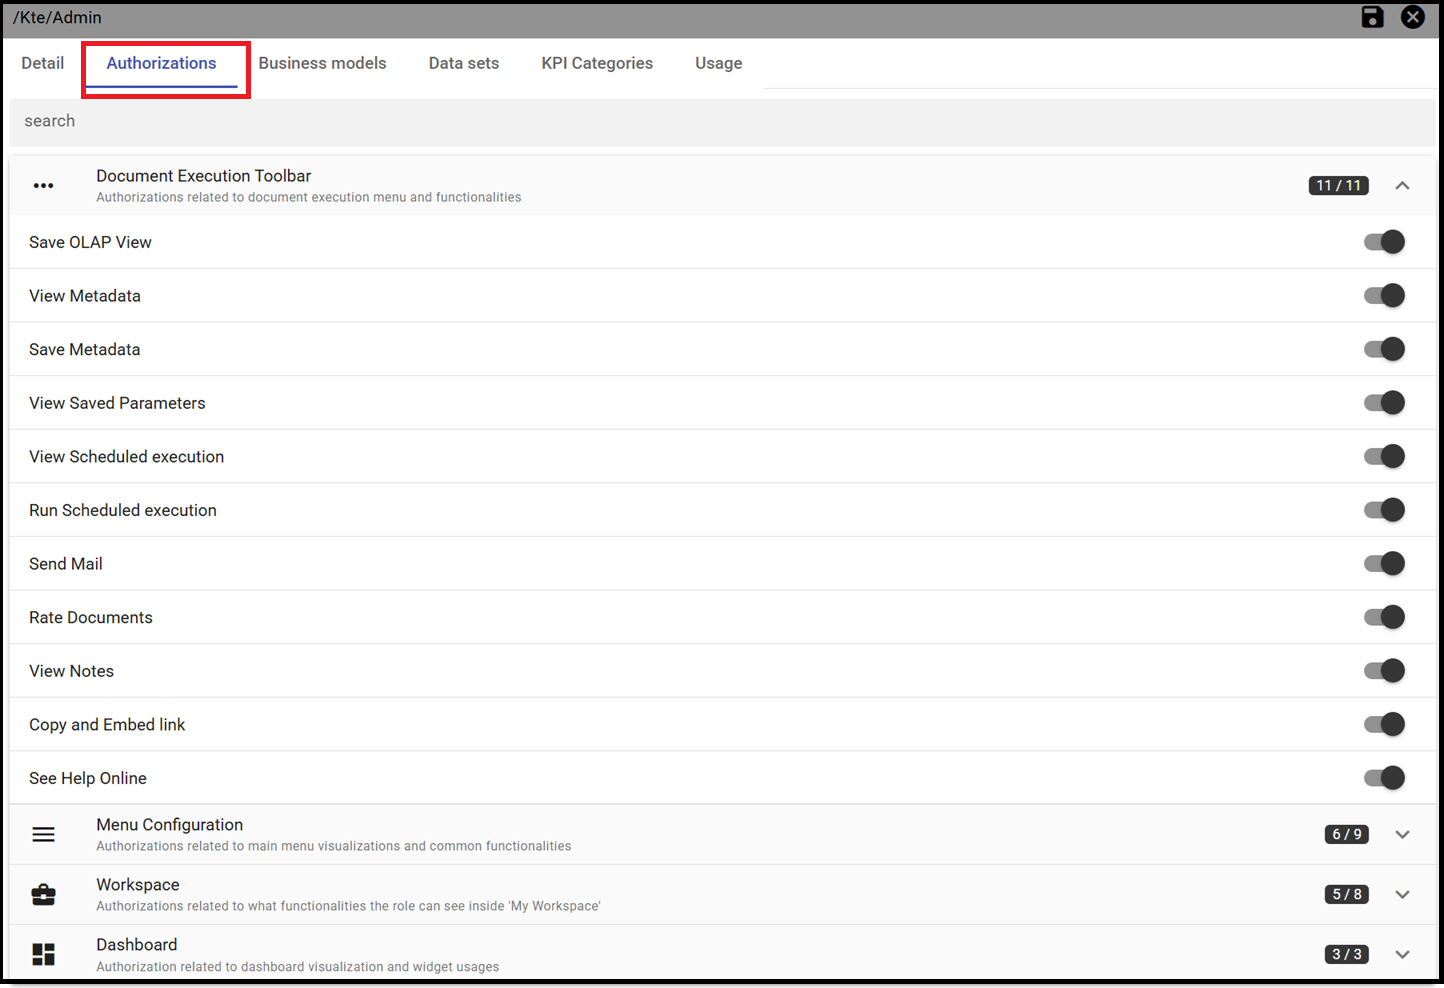 /Kte/Admin
Detail Authorizations Business models Data sets KPI Categories Usage
search
Document Execution Toolbar
Authorizations related to document execution menu and functionalities
11 / 11
Save OLAP View
View Metadata
Save Metadata
View Saved Parameters
View Scheduled execution
Run Scheduled execution
Send Mail
Rate Documents
View Notes
Copy and Embed link
See Help Online
Menu Configuration
Authorizations related to main menu visualizations and common functionalities
6 / 9
Workspace
Authorizations related to what functionalities the role can see inside 'My Workspace'
5 / 8
Dashboard
Authorization related to dashboard visualization and widget usages
3 / 3